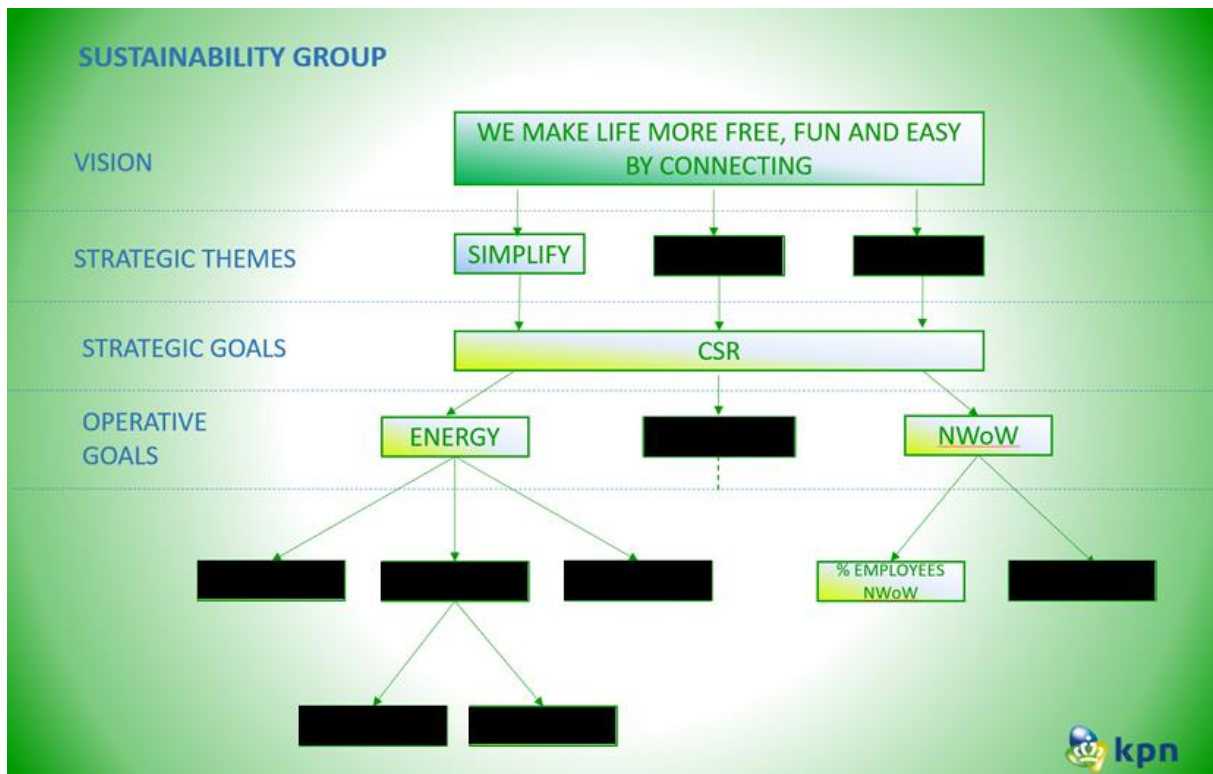 SUSTAINABILITY GROUP
VISION
WE MAKE LIFE MORE FREE, FUN AND EASY
BY CONNECTING
STRATEGIC THEMES
SIMPLIFY
STRATEGIC GOALS
CSR
OPERATIVE
GOALS
ENERGY
NWoW
% EMPLOYEES
NWoW
kpn